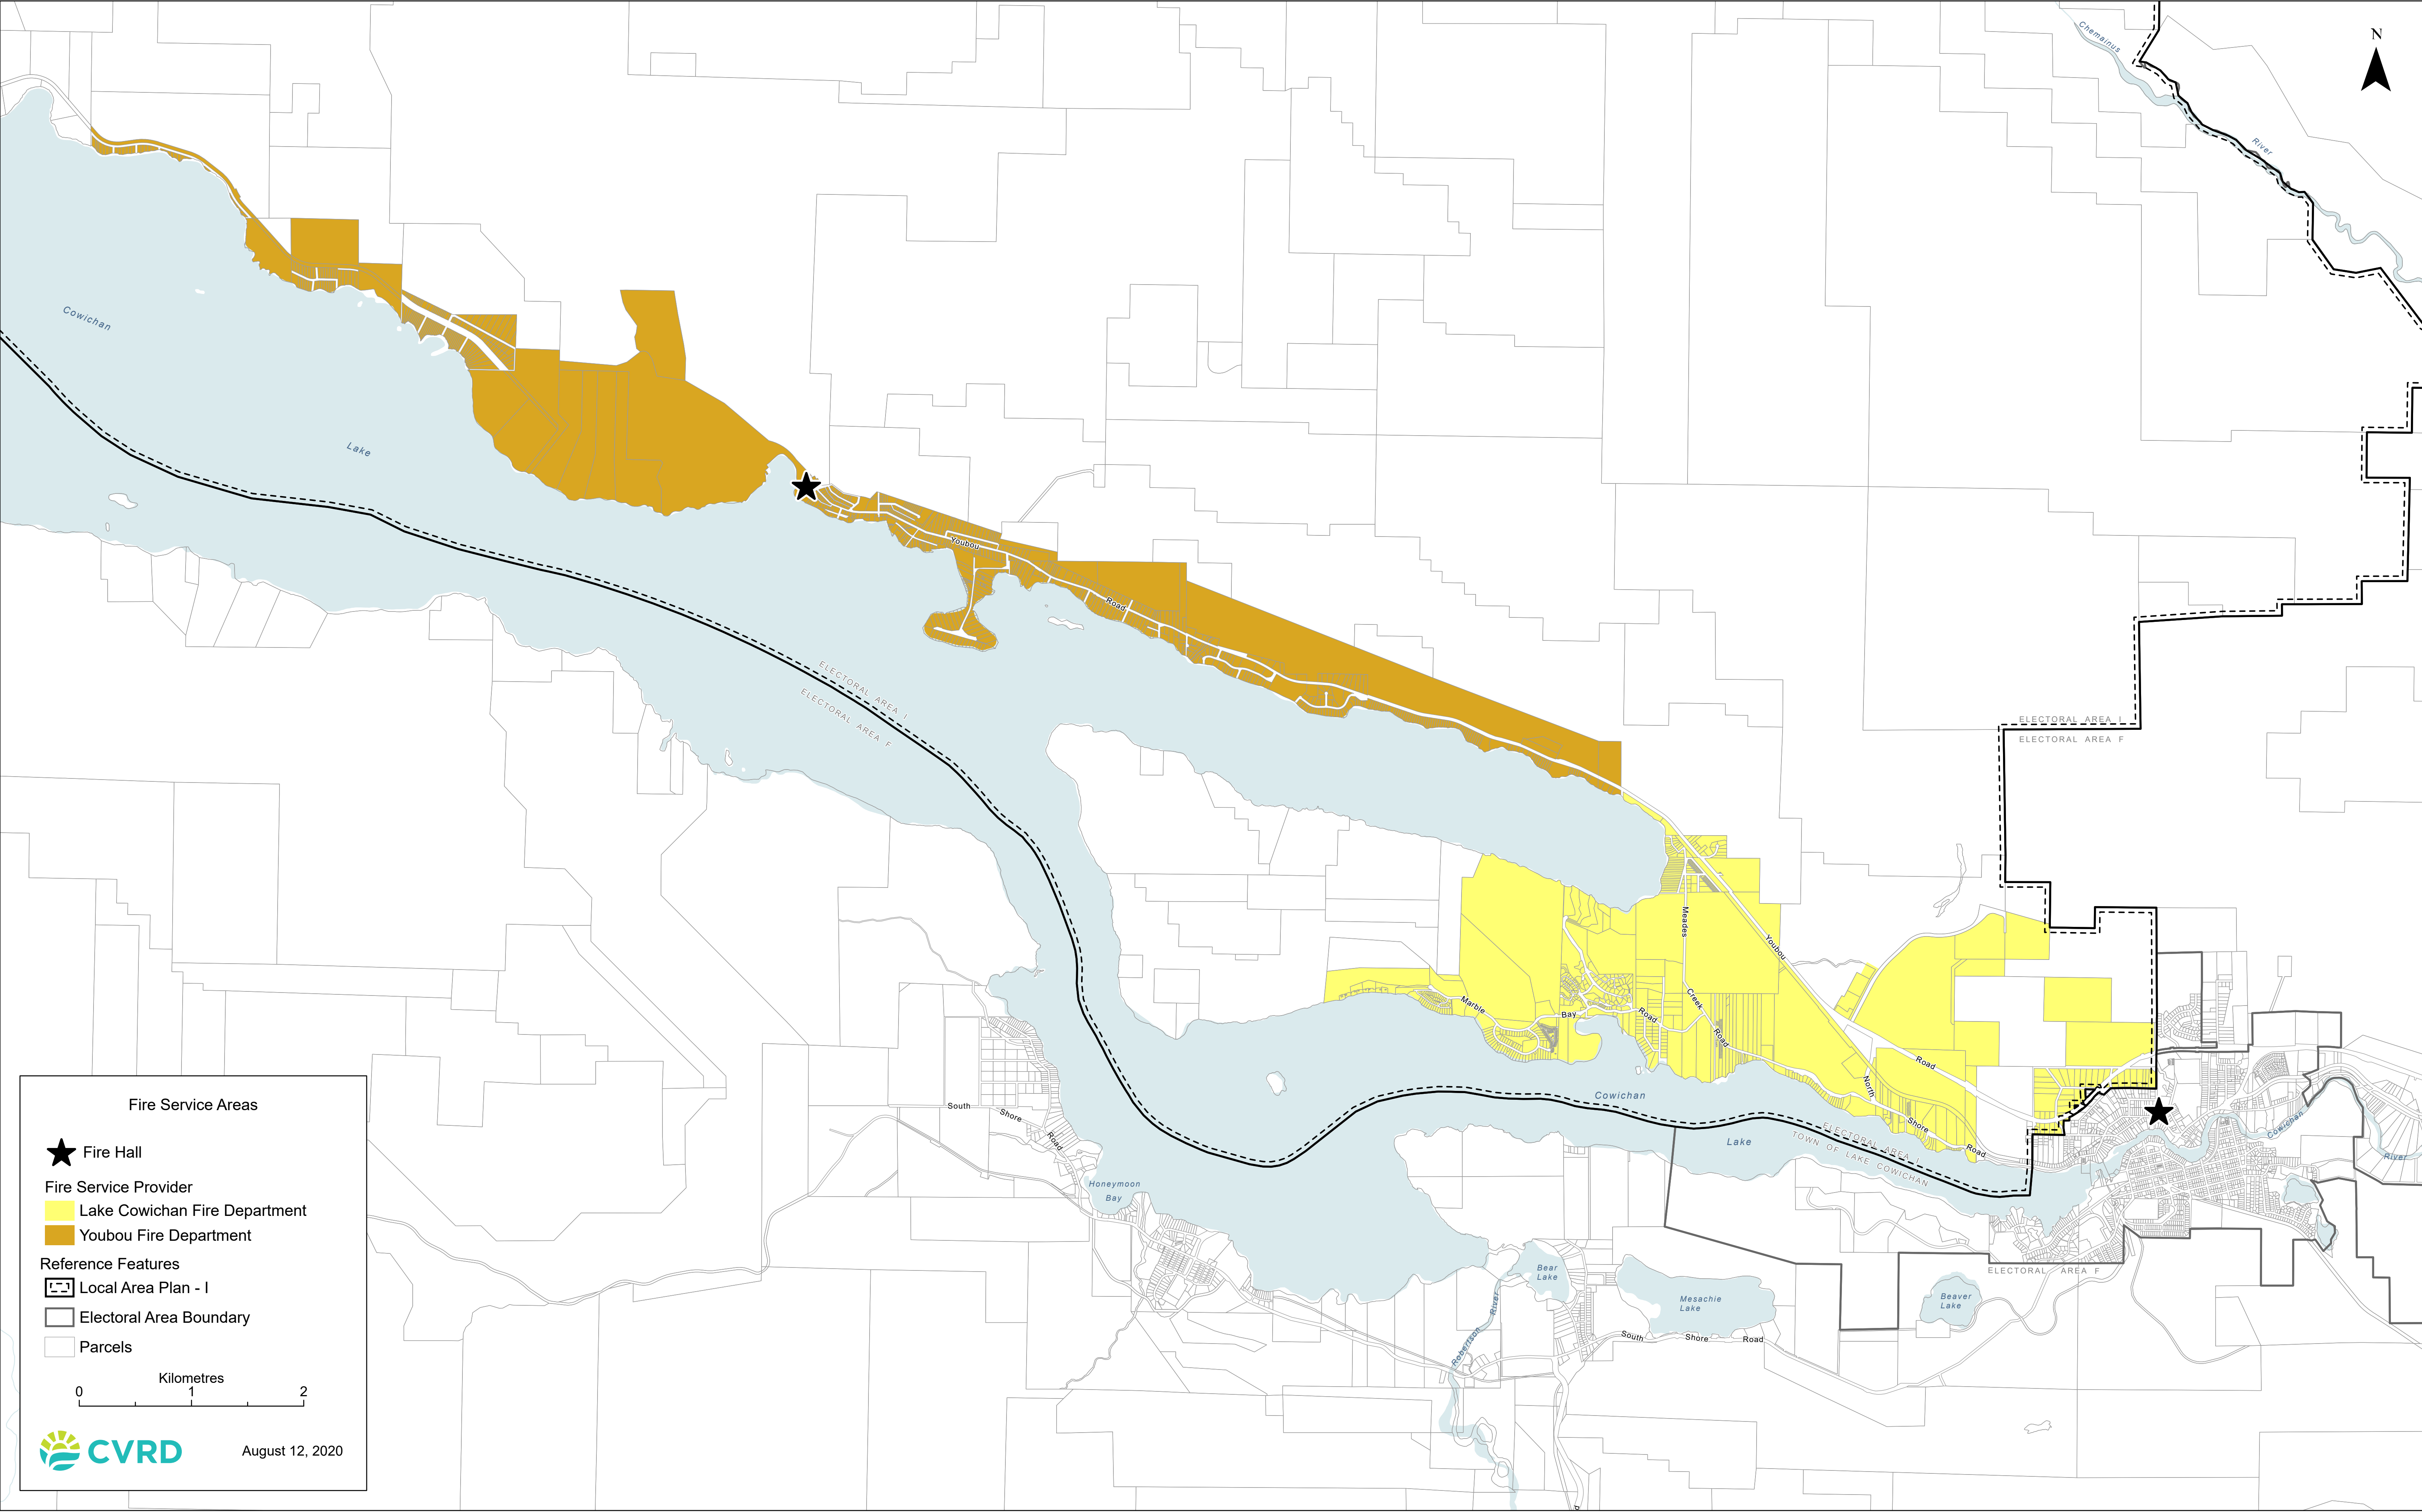 Chemainus
River
N
Cowichan
Lake
Youbou
Road
ELECTORAL AREA I
ELECTORAL AREA F
ELECTORAL AREA I
ELECTORAL AREA F
Meades
Creek
Road
Youbou
Road
Marble
Bay
Road
North
Shore
Road
Cowichan
Lake
ELECTORAL AREA I
TOWN OF LAKE COWICHAN
Cowichan
River
South
Shore
Road
Honeymoon
Bay
ELECTORAL AREA F
Bear
Lake
Mesachie
Lake
Beaver
Lake
Robertson
River
South
Shore
Road
Fire Service Areas
Fire Hall
Fire Service Provider
Lake Cowichan Fire Department
Youbou Fire Department
Reference Features
Local Area Plan - I
Electoral Area Boundary
Parcels
Kilometres
0 1 2
CVRD
August 12, 2020